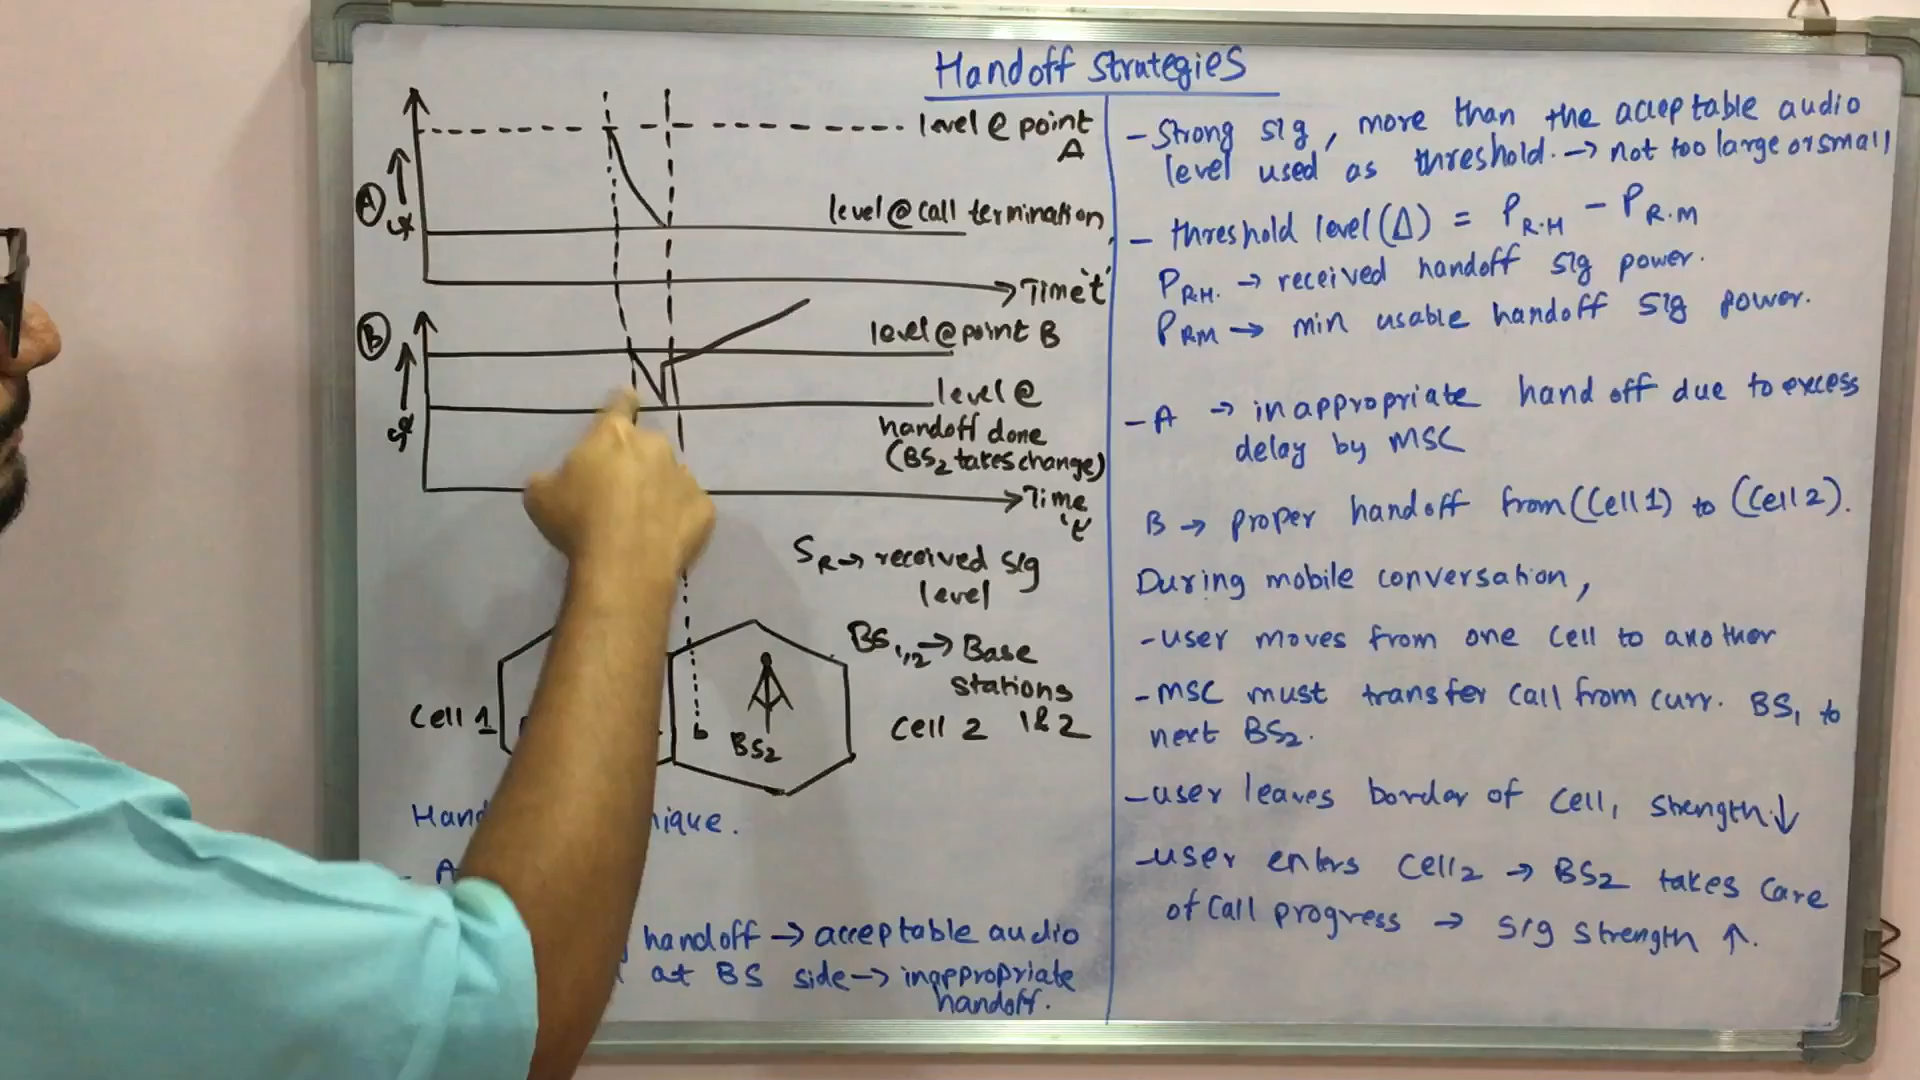 Handoff strategies
level @ point
A
level @ call termination
A
SR
Time 't'
B
level @ point B
level @
handoff done
(BS2 takes change)
SR
Time
't'
SR → received sig
level
BS1,2 → Base
stations
1 & 2
Cell 1
b
BS2
Cell 2
nique.
- A
handoff → acceptable audio
at BS side → inappropriate
handoff.
- Strong sig, more than the acceptable audio
level used as threshold. → not too large or small
- threshold level (Δ) = PR.H - PR.M
PR.H. → received handoff sig power.
PRM → min usable handoff sig power.
- A → inappropriate hand off due to excess
delay by MSC
B → proper handoff from (Cell 1) to (Cell 2).
During mobile conversation,
- user moves from one cell to another
- MSC must transfer call from curr. BS1 to
next BS2.
- user leaves border of cell, strength ↓
- user enters Cell2 → BS2 takes care
of call progress → sig strength ↑.